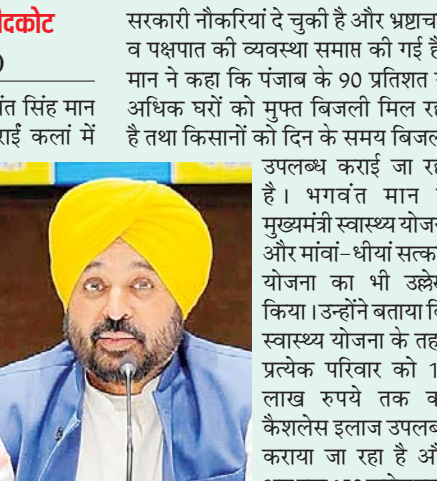 दकोट
)
ंत सिंह मान
राईं कलां में
सरकारी नौकरियां दे चुकी है और भ्रष्टाच
व पक्षपात की व्यवस्था समाप्त की गई है
मान ने कहा कि पंजाब के 90 प्रतिशत
अधिक घरों को मुफ्त बिजली मिल रह
है तथा किसानों को दिन के समय बिजल
उपलब्ध कराई जा रह
है। भगवंत मान
मुख्यमंत्री स्वास्थ्य योजन
और मांवां-धीयां सत्का
योजना का भी उल्लेख
किया। उन्होंने बताया कि
स्वास्थ्य योजना के तह
प्रत्येक परिवार को 1
लाख रुपये तक क
कैशलेस इलाज उपलब्
कराया जा रहा है औ